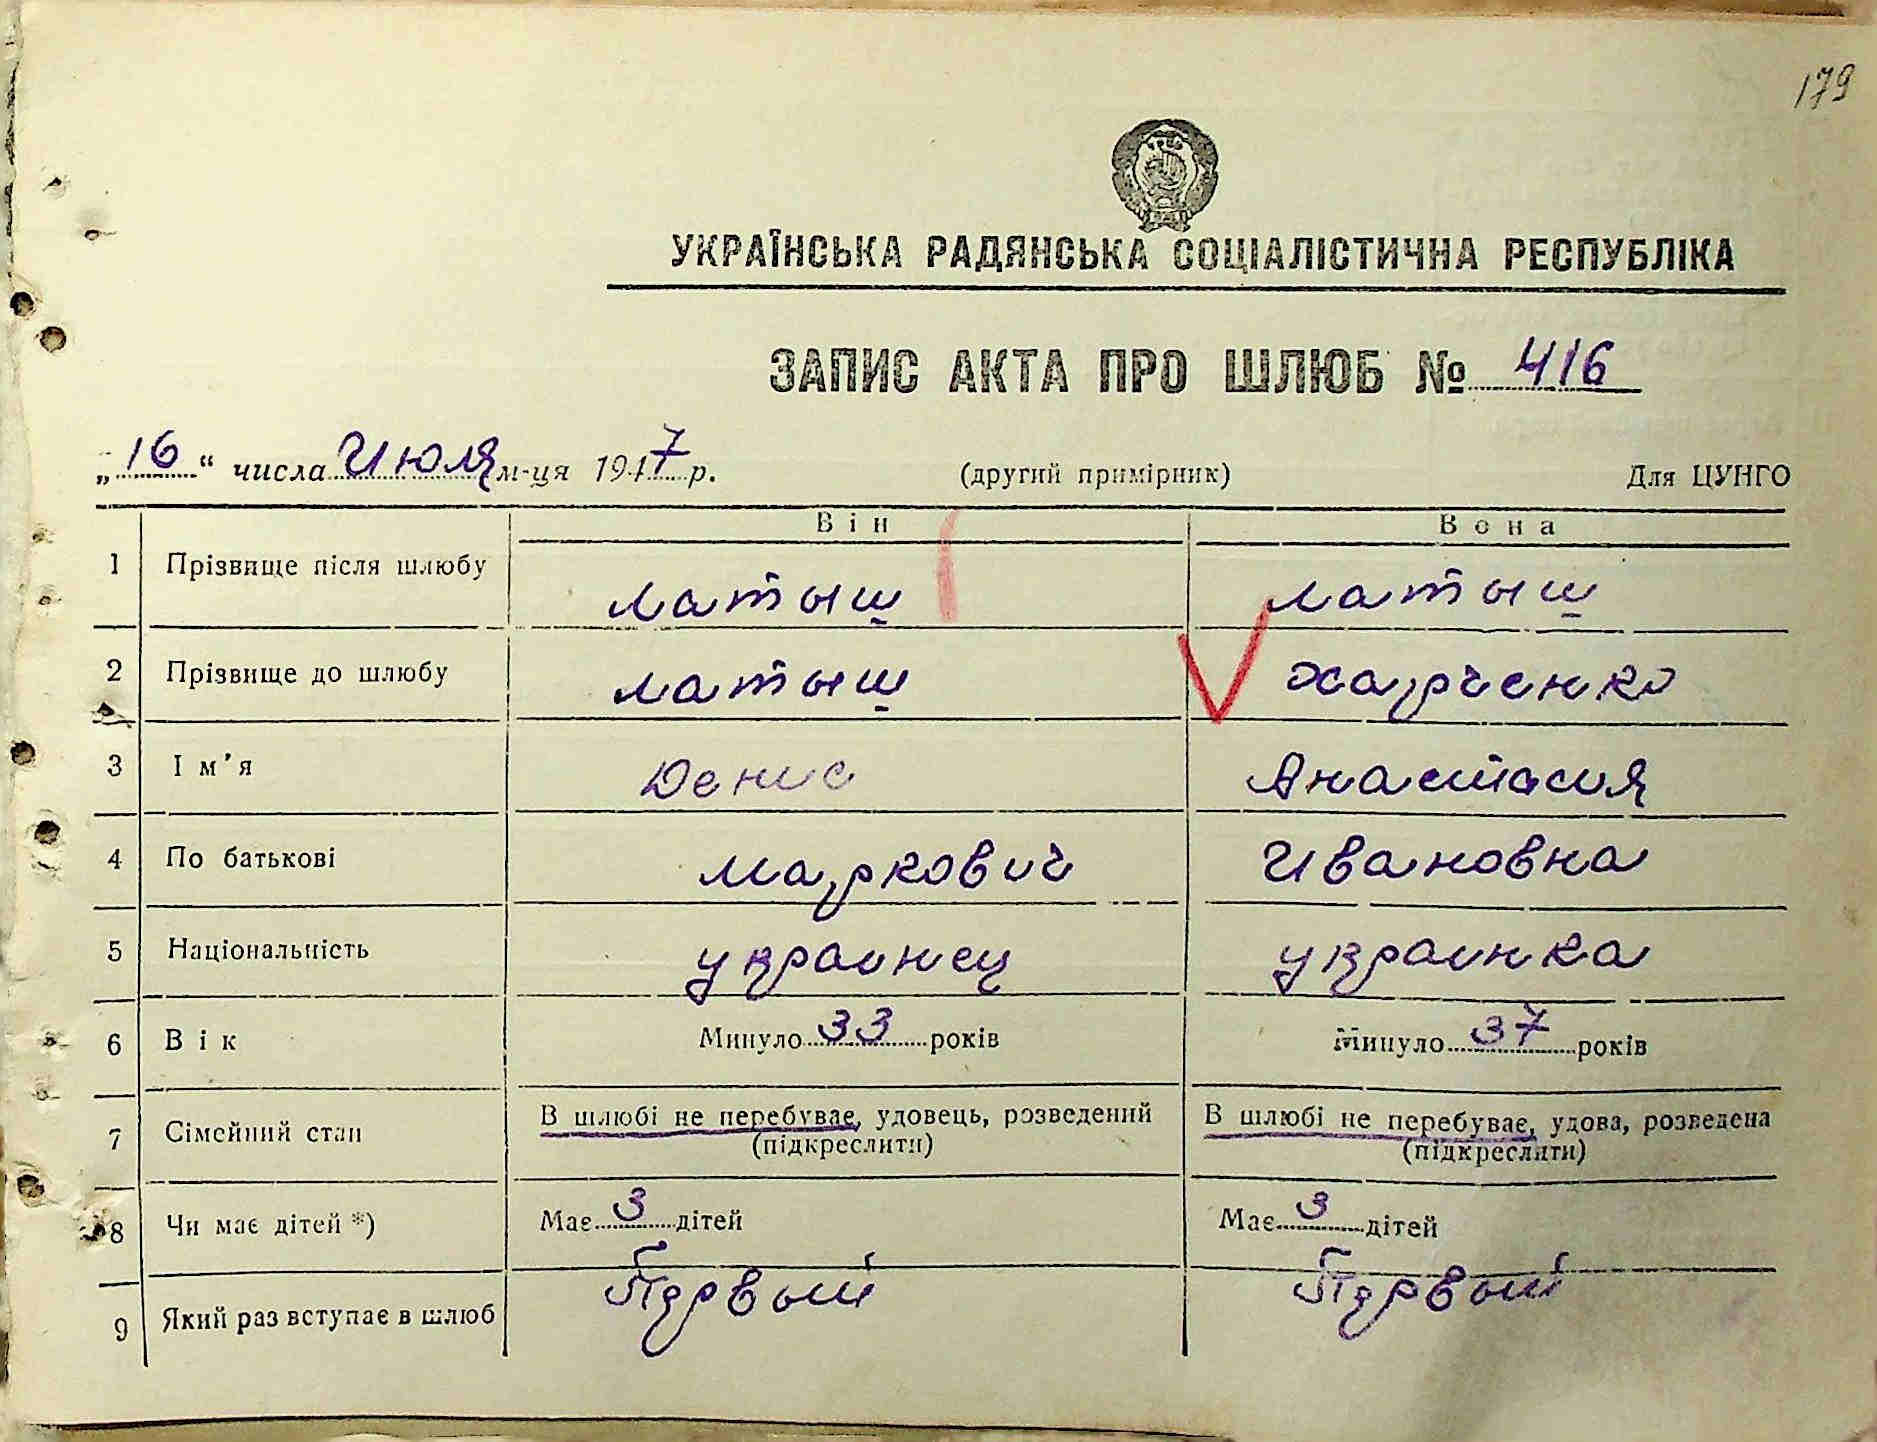 179
УКРАЇНСЬКА РАДЯНСЬКА СОЦІАЛІСТИЧНА РЕСПУБЛІКА
ЗАПИС АКТА ПРО ШЛЮБ № 416
„16“ числа Июля м-ця 1947 р. (другий примірник) Для ЦУНГО
Він Вона
1 Прізвище після шлюбу Латыш Латыш
2 Прізвище до шлюбу Латыш Харченко
3 Ім'я Денис Анастасия
4 По батькові Маркович Ивановна
5 Національність украинец украинка
6 Вік Минуло 33 років Минуло 37 років
7 Сімейний стан В шлюбі не перебуває, удовець, розведений (підкреслити) В шлюбі не перебуває, удова, розведена (підкреслити)
8 Чи має дітей *) Має 3 дітей Має 3 дітей
9 Який раз вступає в шлюб Первый Первый